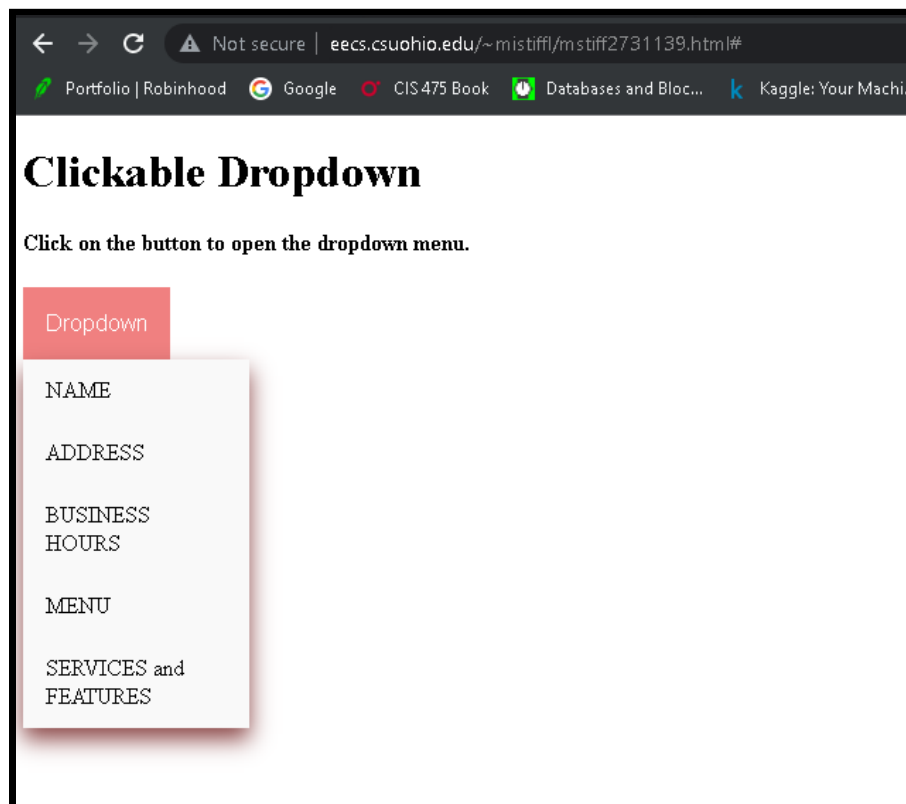 Not secure | eecs.csuohio.edu/~mistiffl/mstiff2731139.html#
Portfolio | Robinhood Google CIS 475 Book Databases and Bloc... Kaggle: Your Machi
Clickable Dropdown
Click on the button to open the dropdown menu.
Dropdown
NAME
ADDRESS
BUSINESS
HOURS
MENU
SERVICES and
FEATURES